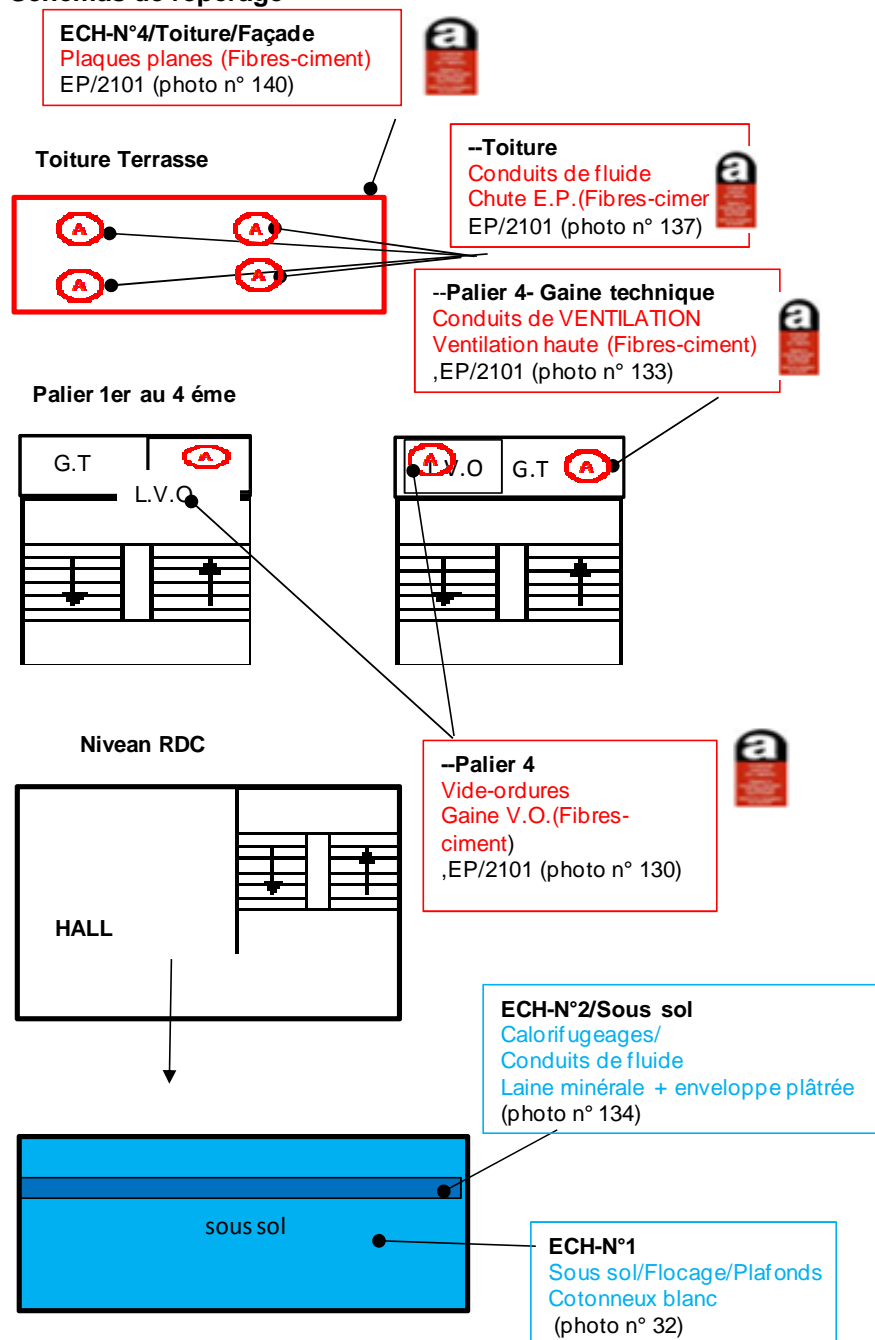 Schémas de repérage
ECH-N°4/Toiture/Façade
Plaques planes (Fibres-ciment)
EP/2101 (photo n° 140)
a
Toiture Terrasse
--Toiture
Conduits de fluide
Chute E.P.(Fibres-cimer
EP/2101 (photo n° 137)
a
A
A
A
A
--Palier 4- Gaine technique
Conduits de VENTILATION
Ventilation haute (Fibres-ciment)
,EP/2101 (photo n° 133)
a
Palier 1er au 4 éme
G.T
A
L.V.O
A
L.V.O
G.T
A
Nivean RDC
--Palier 4
Vide-ordures
Gaine V.O.(Fibres-
ciment)
,EP/2101 (photo n° 130)
a
HALL
ECH-N°2/Sous sol
Calorifugeages/
Conduits de fluide
Laine minérale + enveloppe plâtrée
(photo n° 134)
sous sol
ECH-N°1
Sous sol/Flocage/Plafonds
Cotonneux blanc
(photo n° 32)